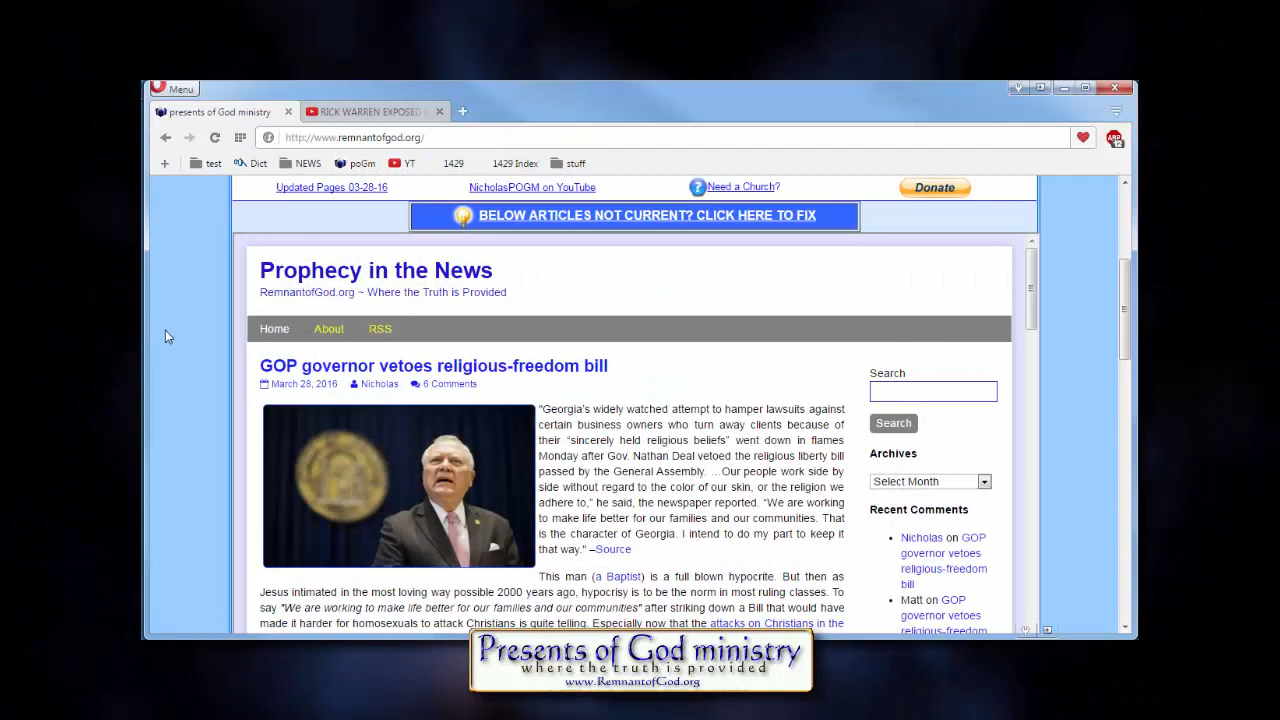 Menu
presents of God ministry
RICK WARREN EXPOSED
http://www.remnantofgod.org/
ABP
12
test
Dict
NEWS
poGm
YT
1429
1429 Index
stuff
Updated Pages 03-28-16
NicholasPOGM on YouTube
Need a Church?
Donate
BELOW ARTICLES NOT CURRENT? CLICK HERE TO FIX
Prophecy in the News
RemnantofGod.org ~ Where the Truth is Provided
Home
About
RSS
GOP governor vetoes religious-freedom bill
March 28, 2016
Nicholas
6 Comments
"Georgia's widely watched attempt to hamper lawsuits against
certain business owners who turn away clients because of
their “sincerely held religious beliefs” went down in flames
Monday after Gov. Nathan Deal vetoed the religious liberty bill
passed by the General Assembly. …Our people work side by
side without regard to the color of our skin, or the religion we
adhere to,” he said, the newspaper reported. “We are working
to make life better for our families and our communities. That
is the character of Georgia. I intend to do my part to keep it
that way." –Source
This man (a Baptist) is a full blown hypocrite. But then as
Jesus intimated in the most loving way possible 2000 years ago, hypocrisy is to be the norm in most ruling classes. To
say "We are working to make life better for our families and our communities" after striking down a Bill that would have
made it harder for homosexuals to attack Christians is quite telling. Especially now that the attacks on Christians in the
Search
Search
Archives
Select Month
Recent Comments
Nicholas on GOP
governor vetoes
religious-freedom
bill
Matt on GOP
governor vetoes
religious-freedom
Presents of God ministry
where the truth is provided
www.RemnantofGod.org